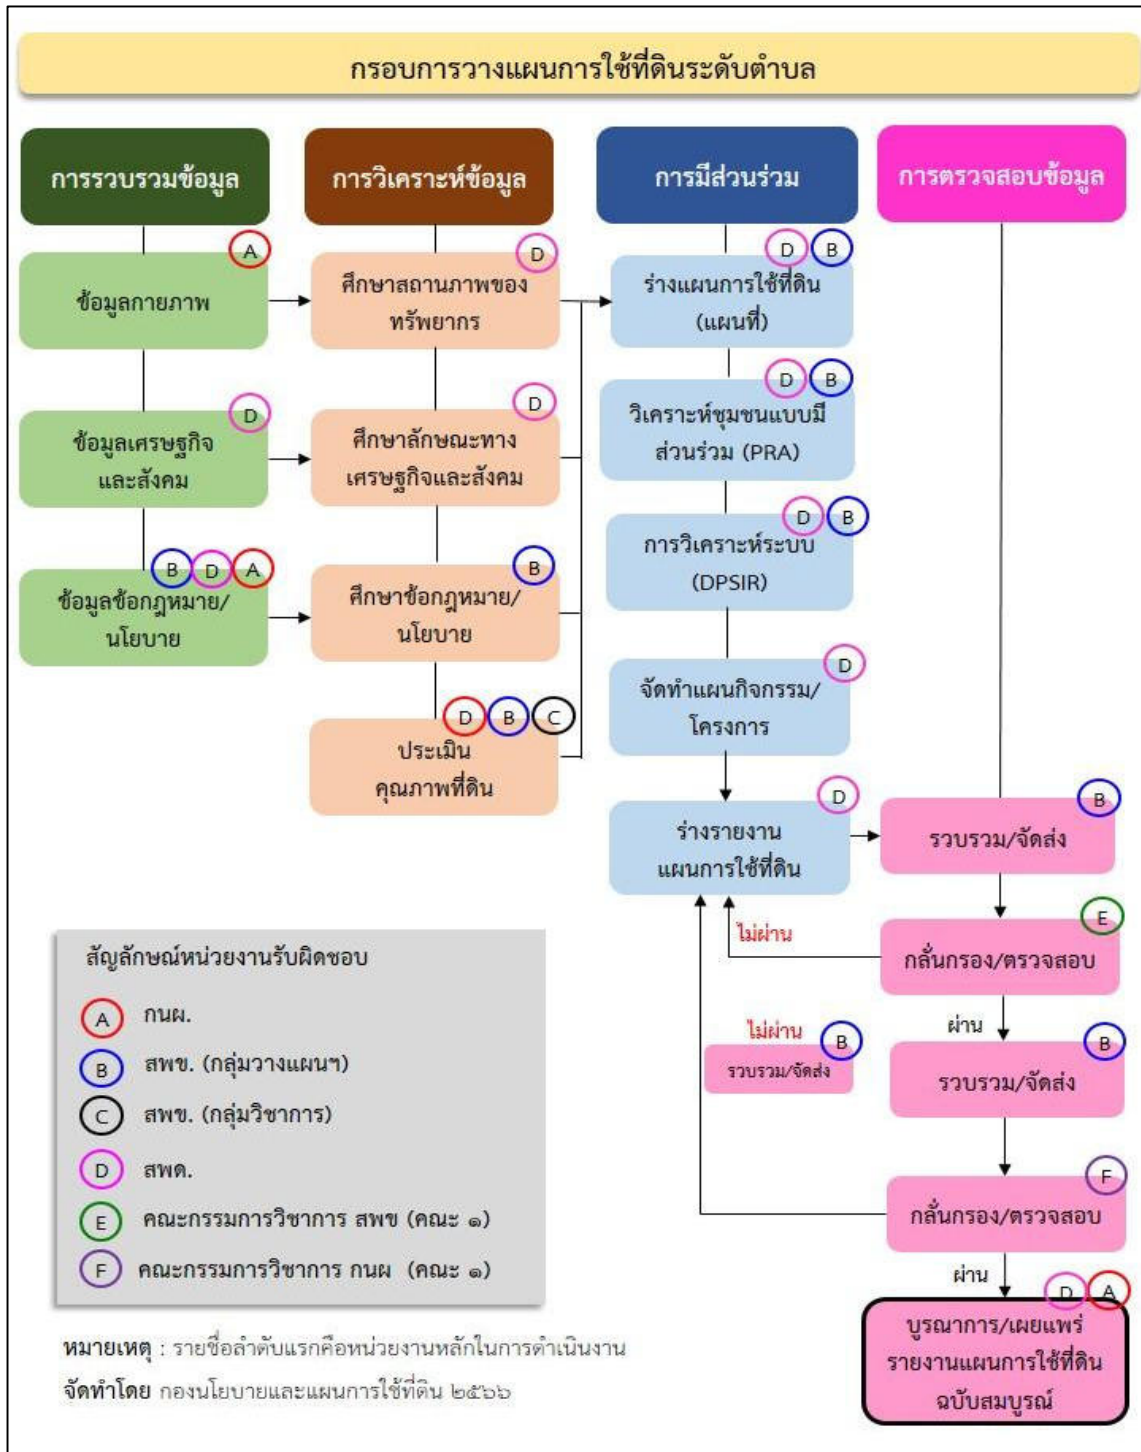 กรอบการวางแผนการใช้ที่ดินระดับตำบล
การรวบรวมข้อมูล
A
ข้อมูลกายภาพ
D
ข้อมูลเศรษฐกิจ
และสังคม
B D A
ข้อมูลข้อกฎหมาย/
นโยบาย
การวิเคราะห์ข้อมูล
D
ศึกษาสถานภาพของ
ทรัพยากร
D
ศึกษาลักษณะทาง
เศรษฐกิจและสังคม
B
ศึกษาข้อกฎหมาย/
นโยบาย
D B C
ประเมิน
คุณภาพที่ดิน
การมีส่วนร่วม
D B
ร่างแผนการใช้ที่ดิน
(แผนที่)
D B
วิเคราะห์ชุมชนแบบมี
ส่วนร่วม (PRA)
D B
การวิเคราะห์ระบบ
(DPSIR)
D
จัดทำแผนกิจกรรม/
โครงการ
D
ร่างรายงาน
แผนการใช้ที่ดิน
การตรวจสอบข้อมูล
B
รวบรวม/จัดส่ง
E
กลั่นกรอง/ตรวจสอบ
ไม่ผ่าน
ผ่าน
B
รวบรวม/จัดส่ง
ไม่ผ่าน
B
รวบรวม/จัดส่ง
F
กลั่นกรอง/ตรวจสอบ
ผ่าน
D A
บูรณาการ/เผยแพร่
รายงานแผนการใช้ที่ดิน
ฉบับสมบูรณ์
สัญลักษณ์หน่วยงานรับผิดชอบ
A กนผ.
B สพข. (กลุ่มวางแผนฯ)
C สพข. (กลุ่มวิชาการ)
D สพด.
E คณะกรรมการวิชาการ สพข (คณะ ๑)
F คณะกรรมการวิชาการ กนผ (คณะ ๑)
หมายเหตุ : รายชื่อลำดับแรกคือหน่วยงานหลักในการดำเนินงาน
จัดทำโดย กองนโยบายและแผนการใช้ที่ดิน ๒๕๖๖